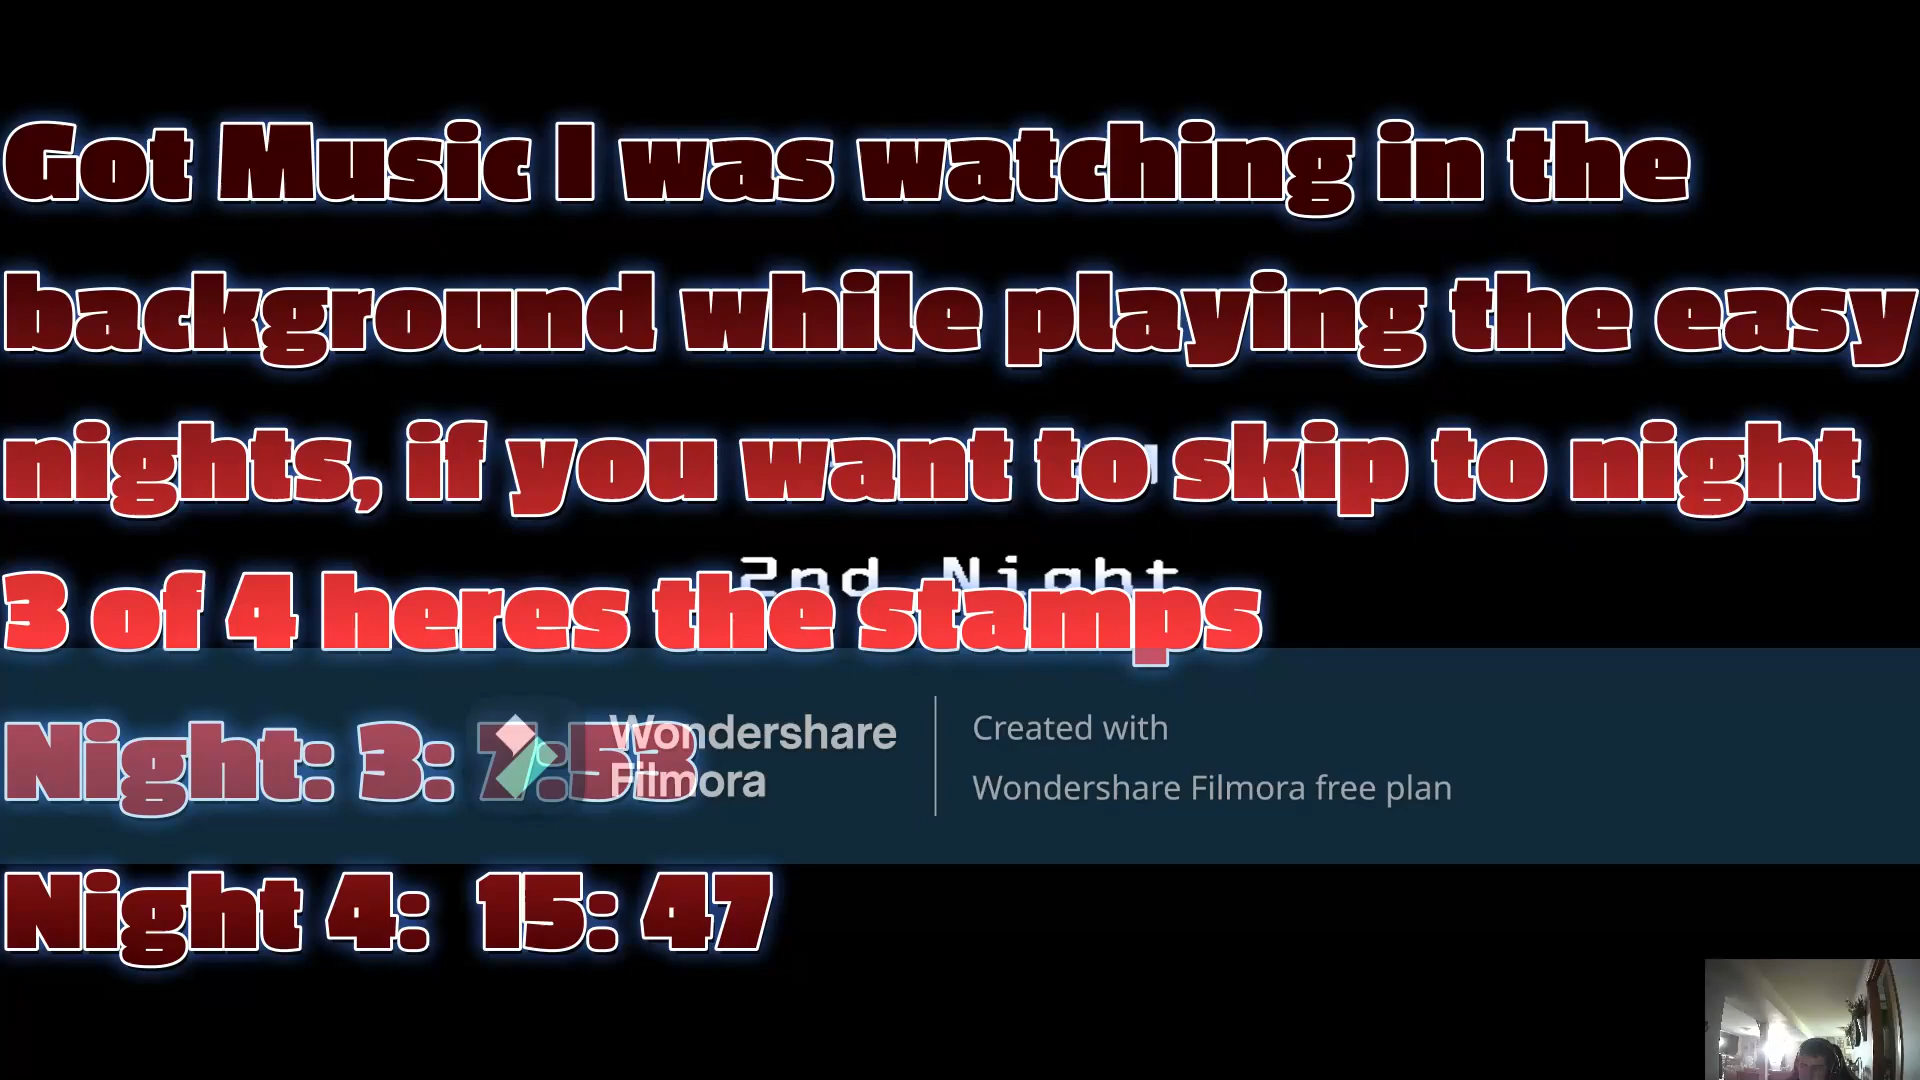 Got Music I was watching in the
background while playing the easy
nights, if you want to skip to night
2nd Night
3 of 4 heres the stamps
Night: 3: 7:53
Wondershare
Filmora
Created with
Wondershare Filmora free plan
Night 4: 15: 47